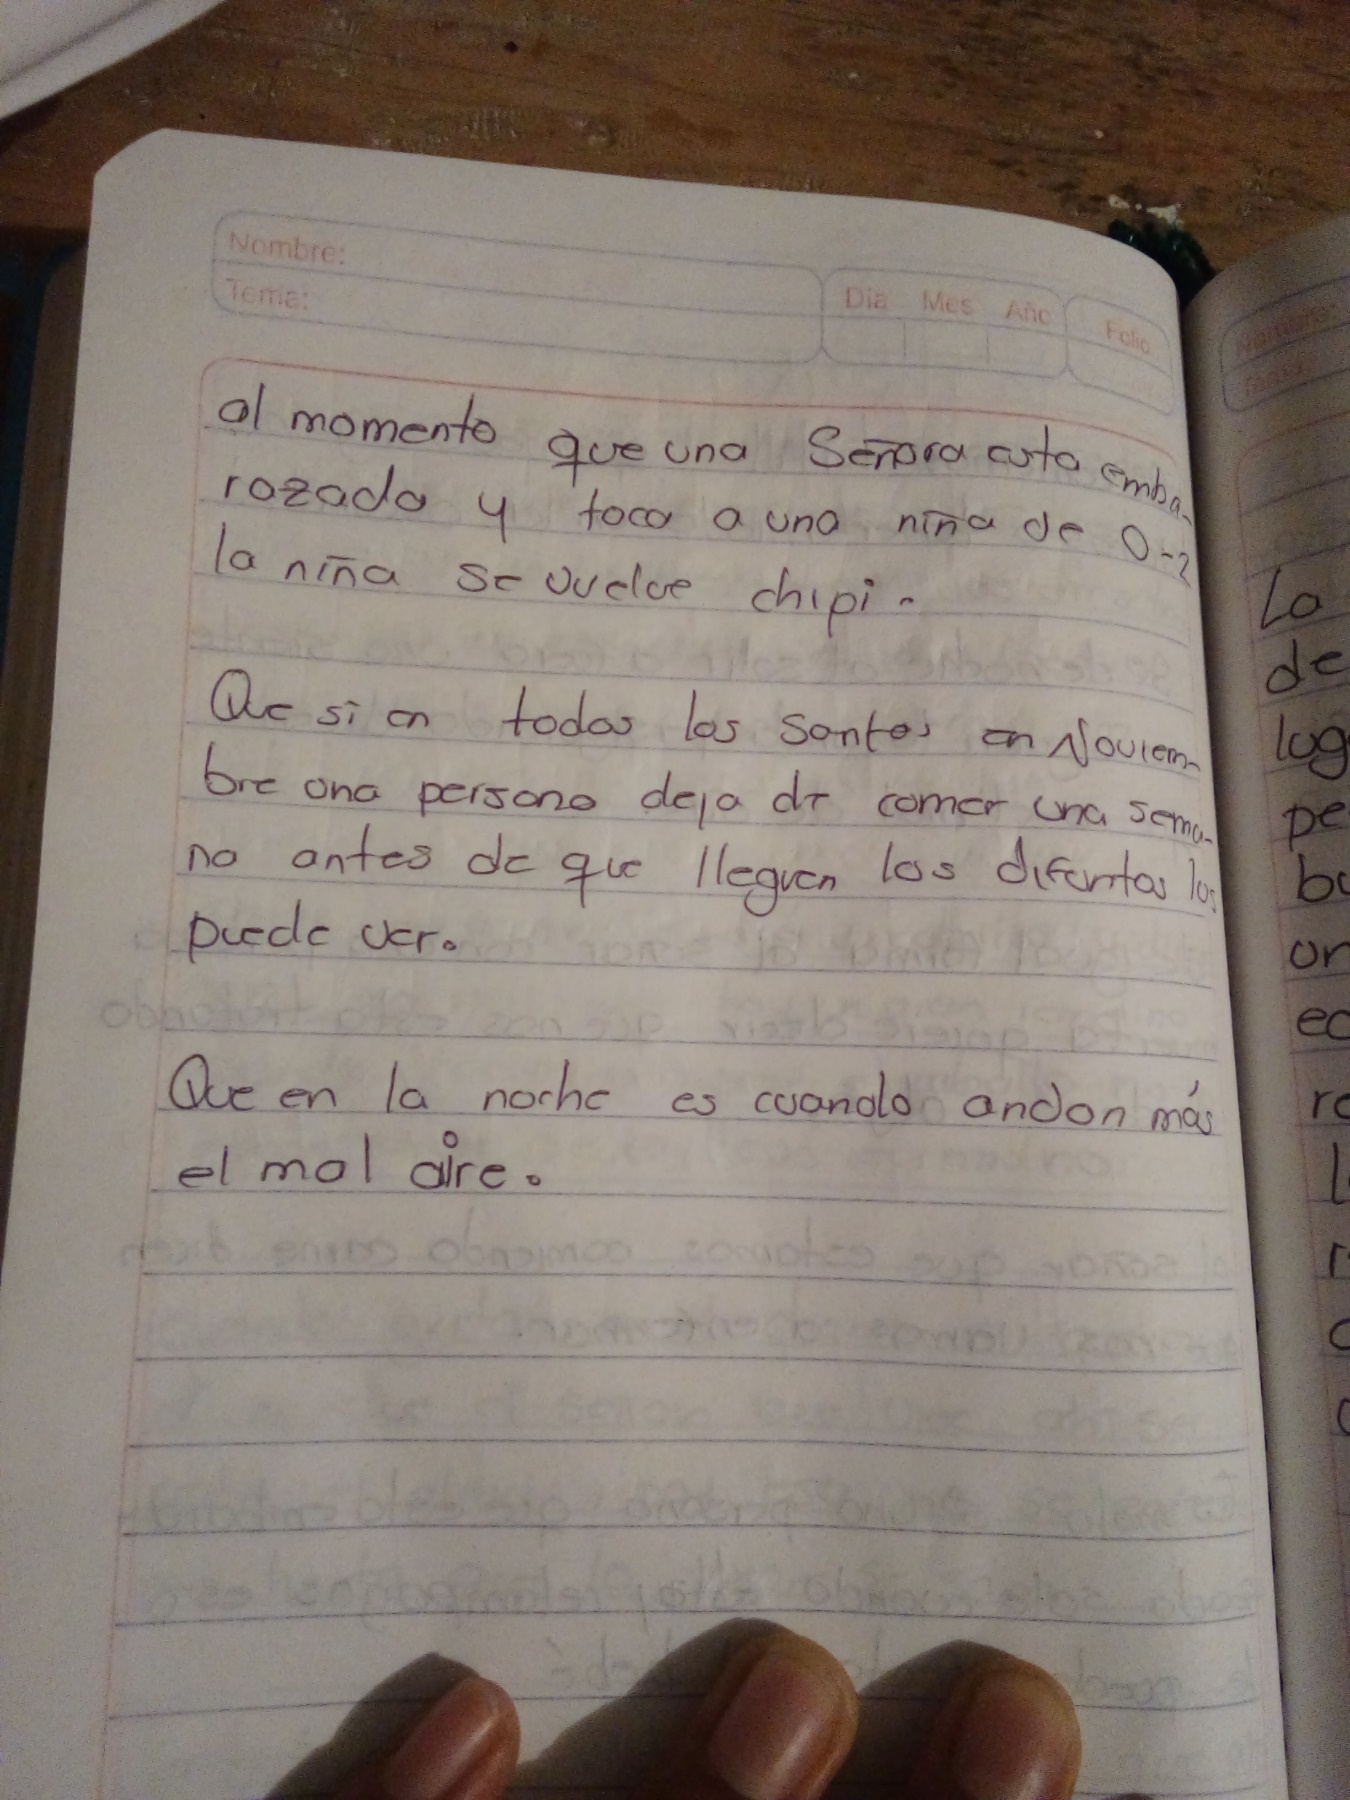 Nombre:
Tema:
Día Mes Año
Folio
al momento que una Señora esta emba-
razada y toca a una niña de 0-2
la niña se vuelve chipi.
Que si en todos los santos en Noviem-
bre una persona deja de comer una sema-
na antes de que lleguen los difuntos los
puede ver.
Que en la noche es cuando andan más
el mal aire.
La
de